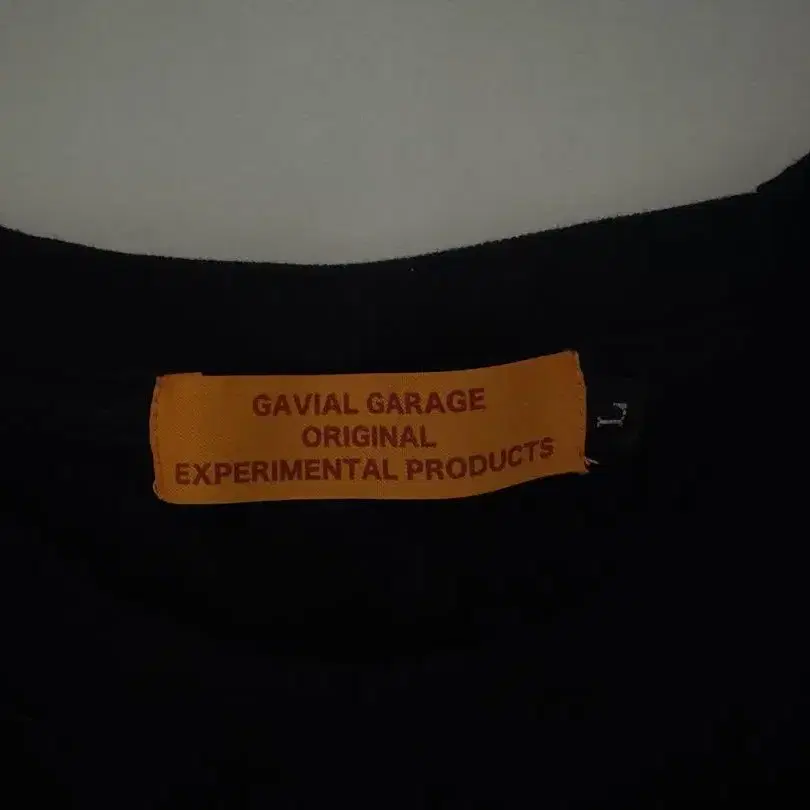 GAVIAL GARAGE
ORIGINAL
EXPERIMENTAL PRODUCTS
L